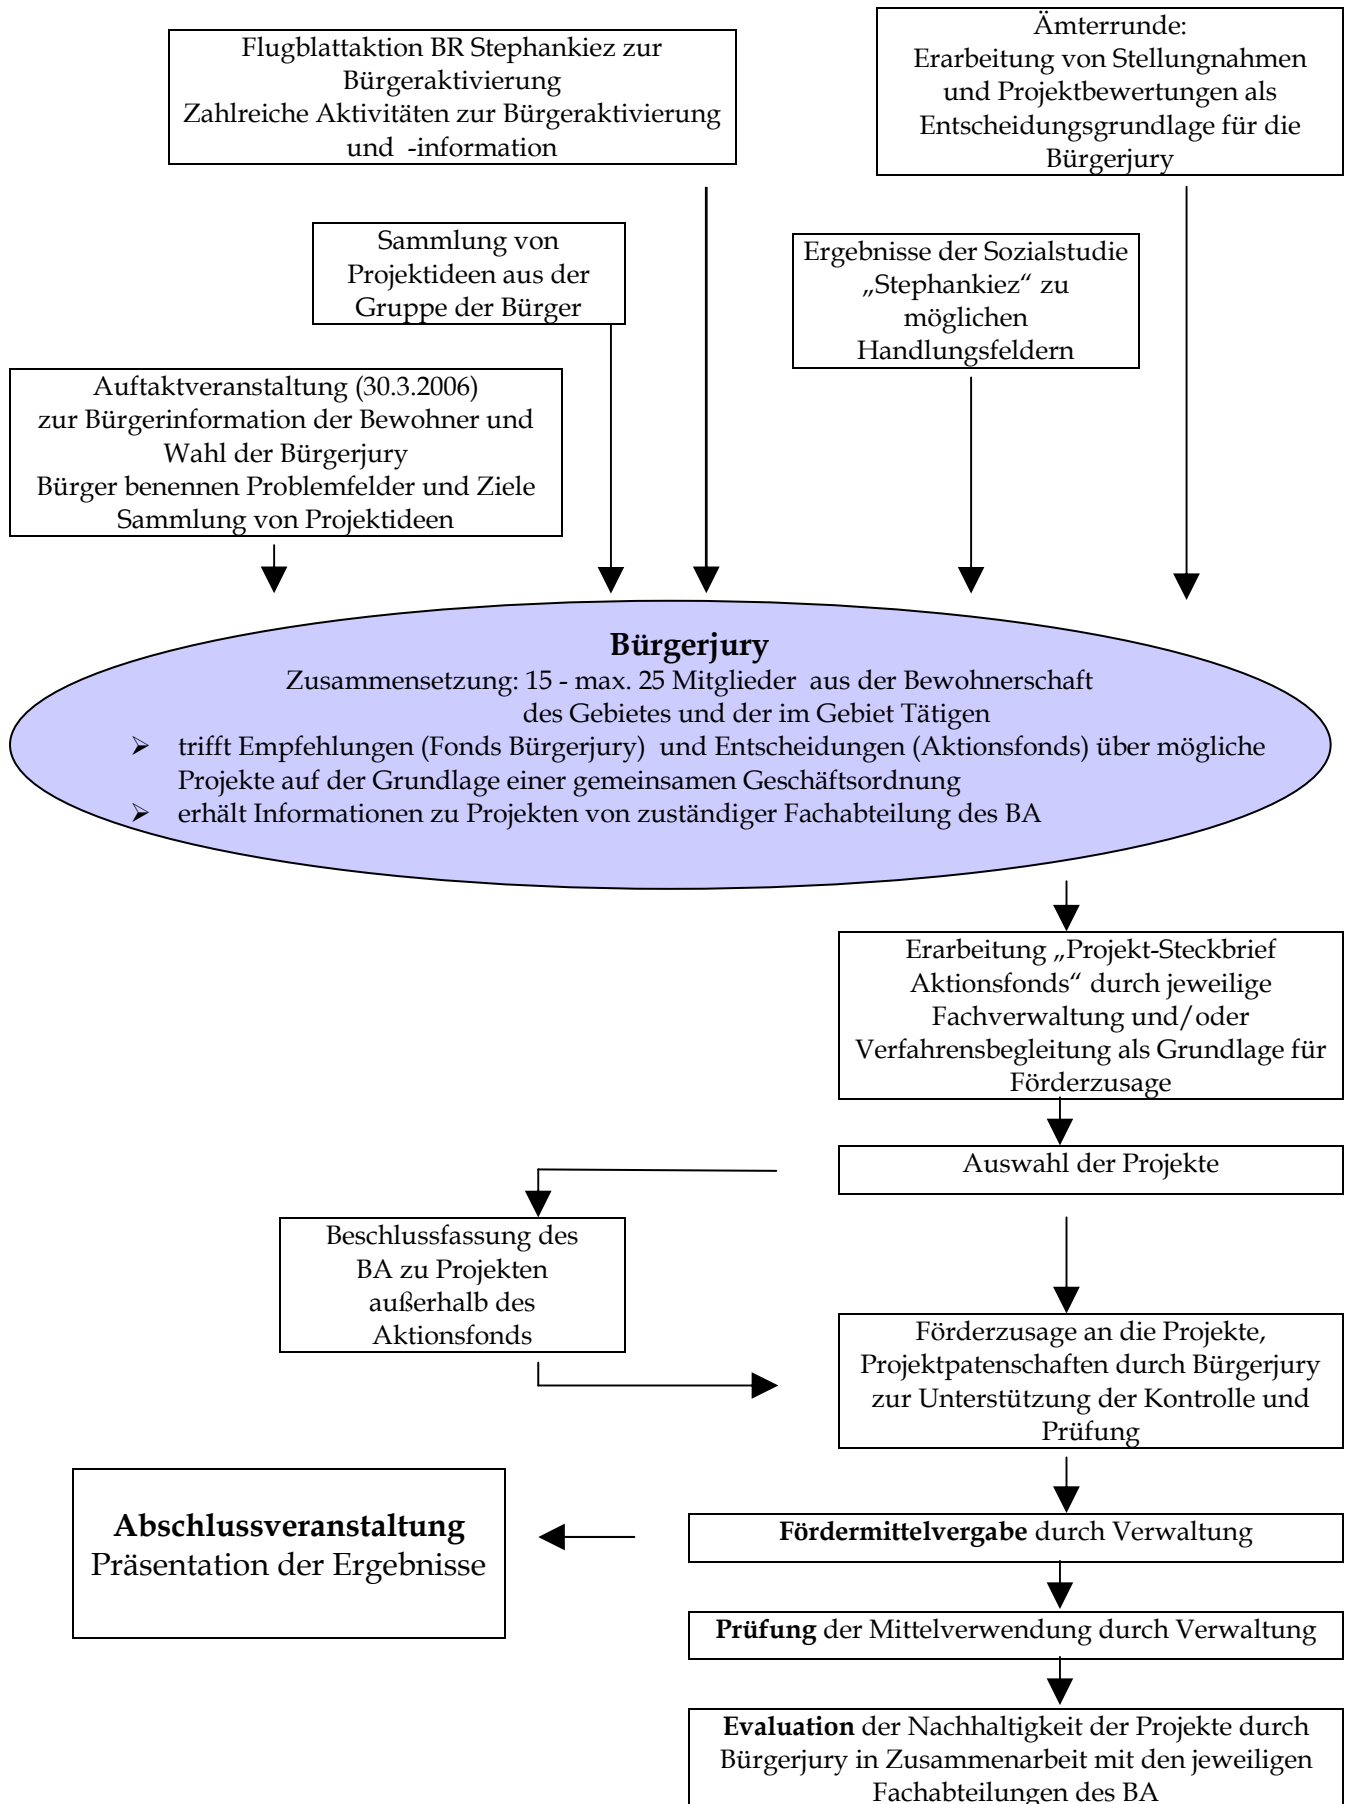 Flugblattaktion BR Stephankiez zur
Bürgeraktivierung
Zahlreiche Aktivitäten zur Bürgeraktivierung
und -information
Ämterrunde:
Erarbeitung von Stellungnahmen
und Projektbewertungen als
Entscheidungsgrundlage für die
Bürgerjury
Sammlung von
Projektideen aus der
Gruppe der Bürger
Ergebnisse der Sozialstudie
„Stephankiez“ zu
möglichen
Handlungsfeldern
Auftaktveranstaltung (30.3.2006)
zur Bürgerinformation der Bewohner und
Wahl der Bürgerjury
Bürger benennen Problemfelder und Ziele
Sammlung von Projektideen
Bürgerjury
Zusammensetzung: 15 - max. 25 Mitglieder aus der Bewohnerschaft
des Gebietes und der im Gebiet Tätigen
➢ trifft Empfehlungen (Fonds Bürgerjury) und Entscheidungen (Aktionsfonds) über mögliche
Projekte auf der Grundlage einer gemeinsamen Geschäftsordnung
➢ erhält Informationen zu Projekten von zuständiger Fachabteilung des BA
Erarbeitung „Projekt-Steckbrief
Aktionsfonds“ durch jeweilige
Fachverwaltung und/oder
Verfahrensbegleitung als Grundlage für
Förderzusage
Auswahl der Projekte
Beschlussfassung des
BA zu Projekten
außerhalb des
Aktionsfonds
Förderzusage an die Projekte,
Projektpatenschaften durch Bürgerjury
zur Unterstützung der Kontrolle und
Prüfung
Abschlussveranstaltung
Präsentation der Ergebnisse
Fördermittelvergabe durch Verwaltung
Prüfung der Mittelverwendung durch Verwaltung
Evaluation der Nachhaltigkeit der Projekte durch
Bürgerjury in Zusammenarbeit mit den jeweiligen
Fachabteilungen des BA